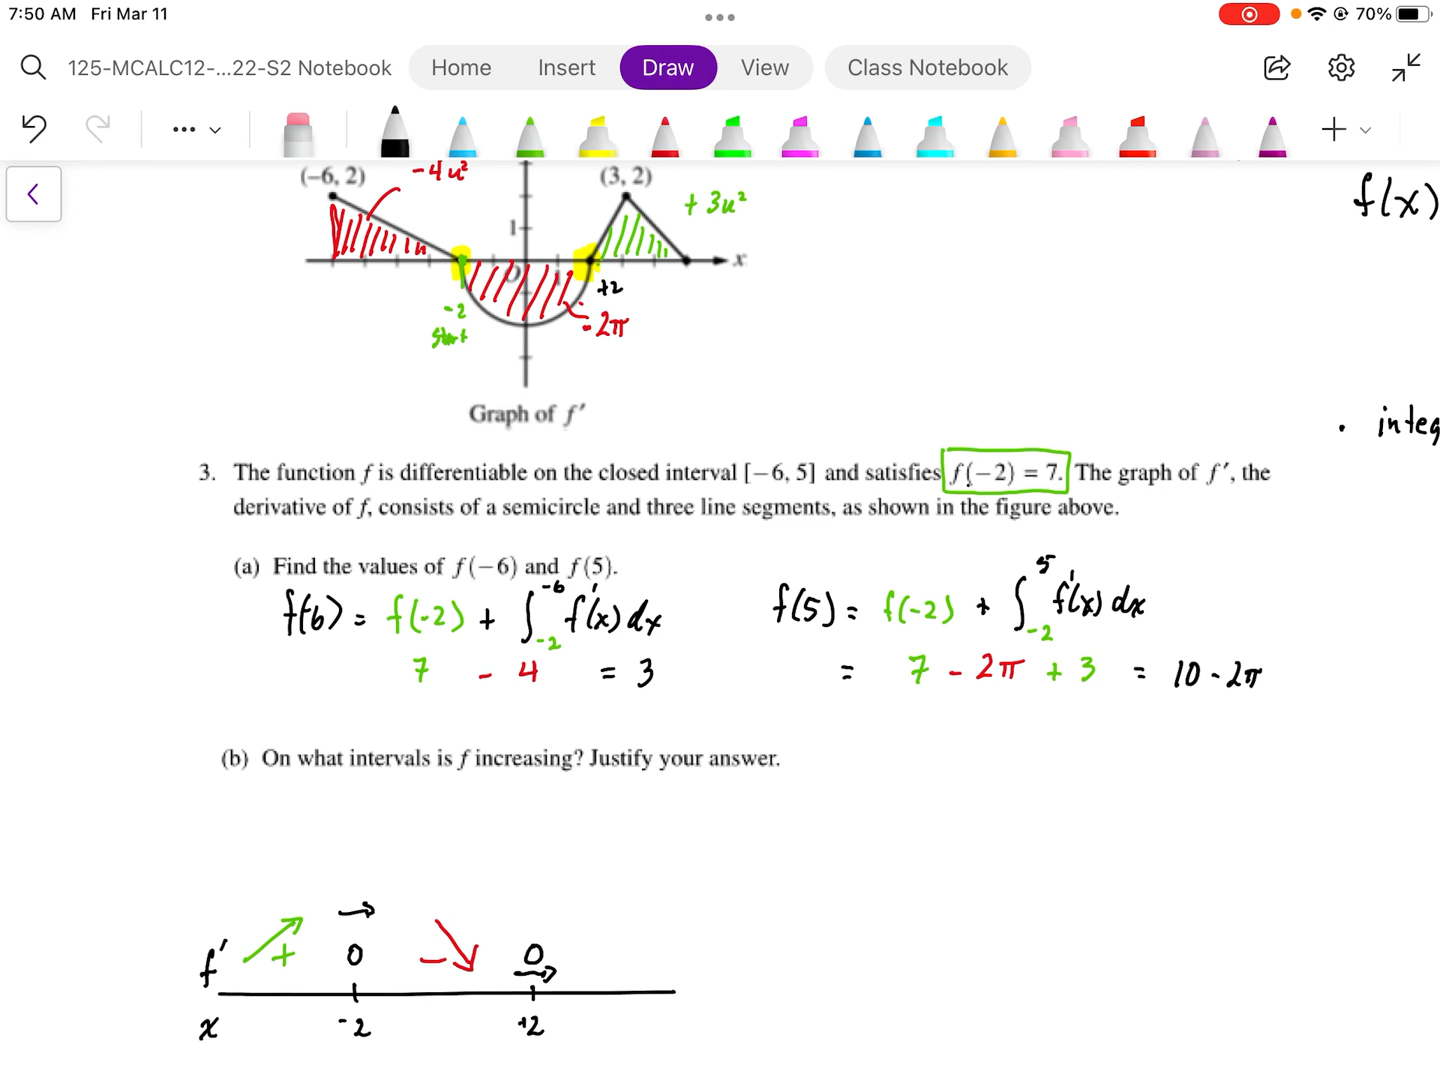 7:50 AM Fri Mar 11
70%
125-MCALC12-...22-S2 Notebook
Home
Insert
Draw
View
Class Notebook
(-6, 2)
-4u²
(3, 2)
+ 3u²
f(x)
1
x
+2
-2
start
- 2π
Graph of f′
• integ
3. The function f is differentiable on the closed interval [-6, 5] and satisfies f(-2) = 7. The graph of f′, the
derivative of f, consists of a semicircle and three line segments, as shown in the figure above.
(a) Find the values of f(-6) and f(5).
f(-6) = f(-2) + ∫₋₂⁻⁶ f′(x) dx
f(5) = f(-2) + ∫₋₂⁵ f′(x) dx
7 - 4 = 3
= 7 - 2π + 3 = 10 - 2π
(b) On what intervals is f increasing? Justify your answer.
f′ + 0 - 0
x -2 +2